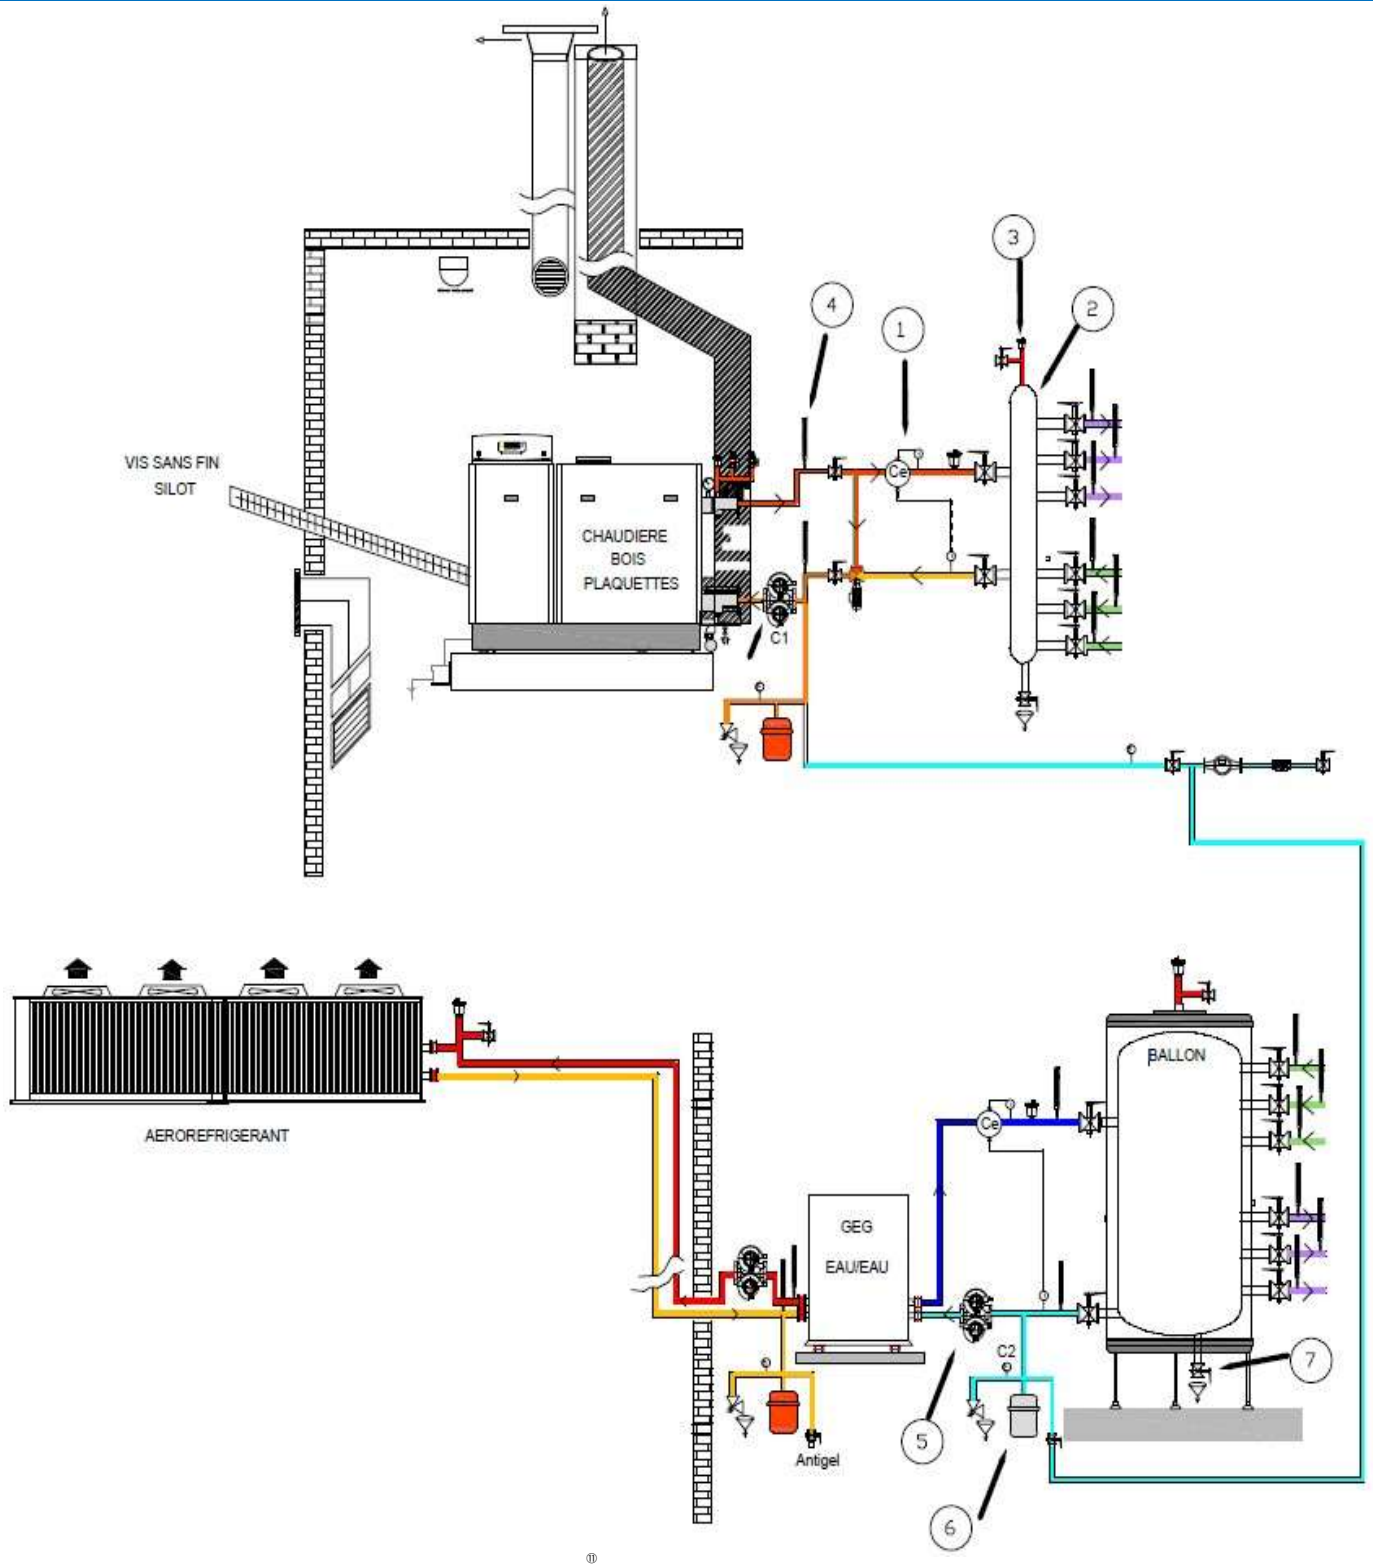 3
4
2
1
VIS SANS FIN
SILOT
Ce
CHAUDIERE
BOIS
PLAQUETTES
C1
BALLON
AEROREFRIGERANT
Ce
GEG
EAU/EAU
C2
7
5
Antigel
6
⑪